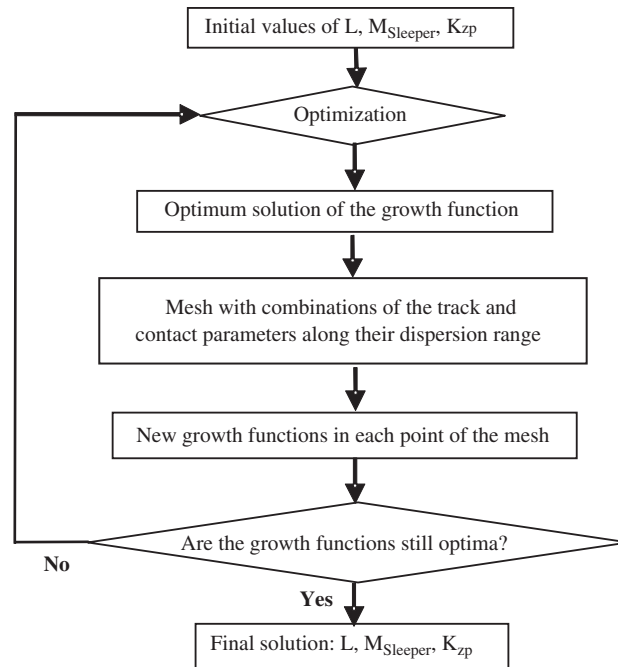 Initial values of L, M_Sleeper, K_zp
Optimization
Optimum solution of the growth function
Mesh with combinations of the track and
contact parameters along their dispersion range
New growth functions in each point of the mesh
Are the growth functions still optima?
No
Yes
Final solution: L, M_Sleeper, K_zp